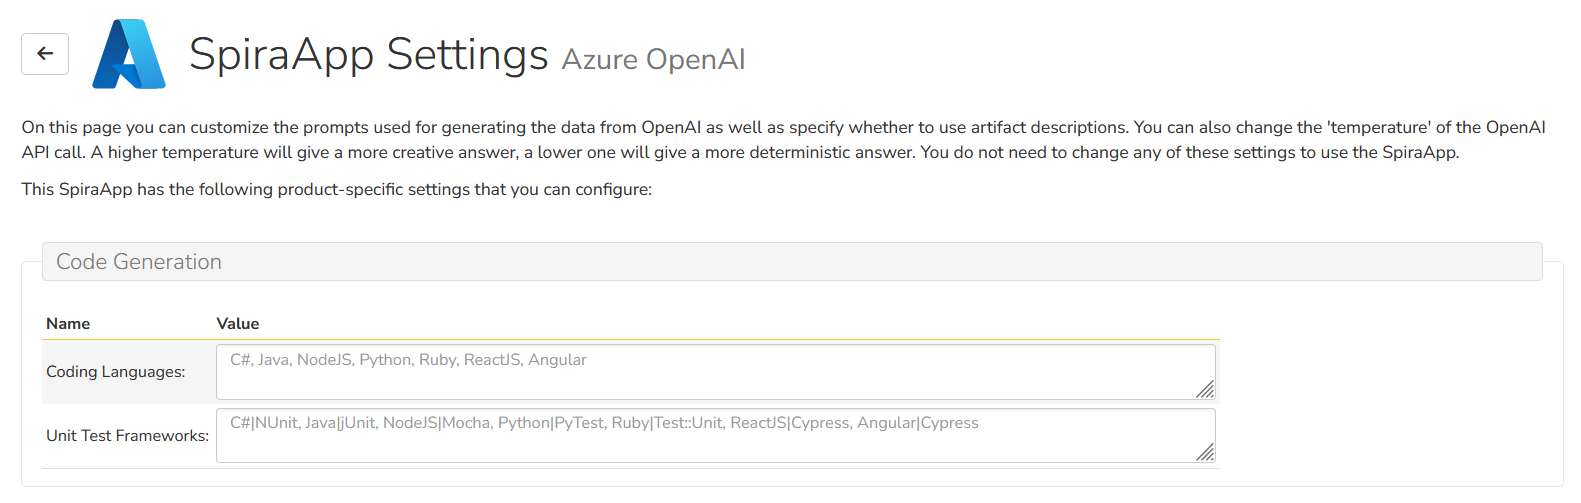 SpiraApp Settings Azure OpenAI
On this page you can customize the prompts used for generating the data from OpenAI as well as specify whether to use artifact descriptions. You can also change the 'temperature' of the OpenAI
API call. A higher temperature will give a more creative answer, a lower one will give a more deterministic answer. You do not need to change any of these settings to use the SpiraApp.
This SpiraApp has the following product-specific settings that you can configure:
Code Generation
Name Value
Coding Languages: C#, Java, NodeJS, Python, Ruby, ReactJS, Angular
Unit Test Frameworks: C#|NUnit, Java|jUnit, NodeJS|Mocha, Python|PyTest, Ruby|Test::Unit, ReactJS|Cypress, Angular|Cypress